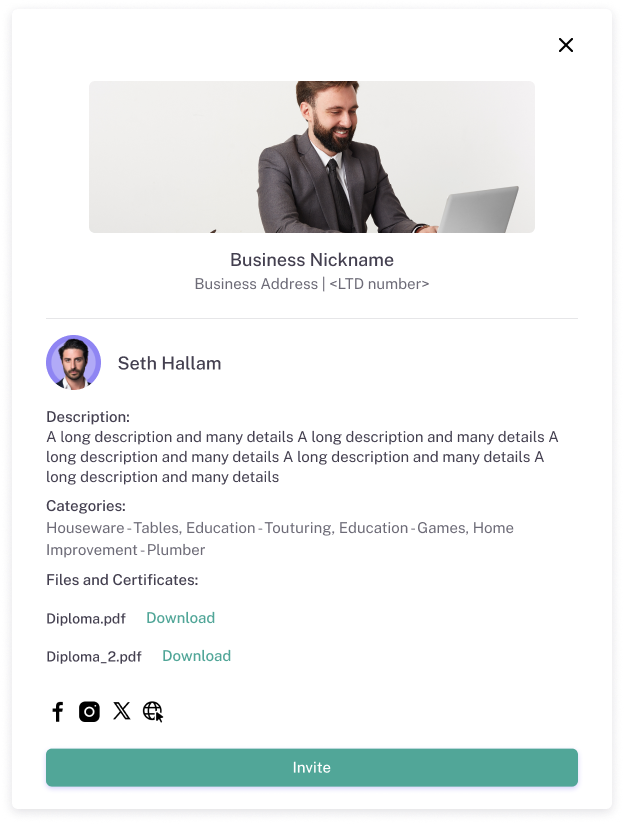 Business Nickname
Business Address | <LTD number>
Seth Hallam
Description:
A long description and many details A long description and many details A
long description and many details A long description and many details A
long description and many details
Categories:
Houseware - Tables, Education - Touturing, Education - Games, Home
Improvement - Plumber
Files and Certificates:
Diploma.pdf Download
Diploma_2.pdf Download
Invite